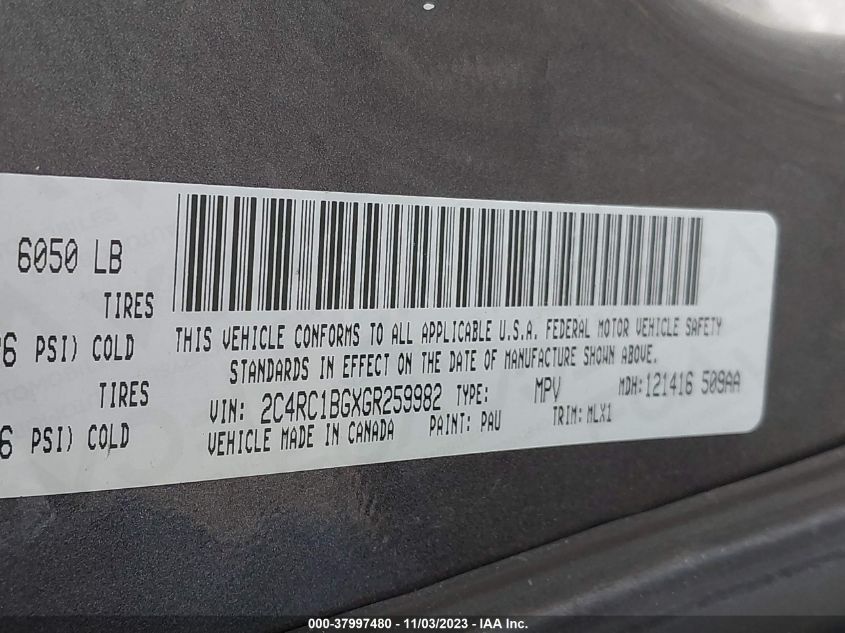 6050 LB
TIRES
6 PSI) COLD
TIRES
6 PSI) COLD
THIS VEHICLE CONFORMS TO ALL APPLICABLE U.S.A. FEDERAL MOTOR VEHICLE SAFETY
STANDARDS IN EFFECT ON THE DATE OF MANUFACTURE SHOWN ABOVE.
VIN: 2C4RC1BGXGR259982 TYPE: MPV MDH:121416 509AA
VEHICLE MADE IN CANADA PAINT: PAU TRIM: MLX1
000-37997480 - 11/03/2023 - IAA Inc.